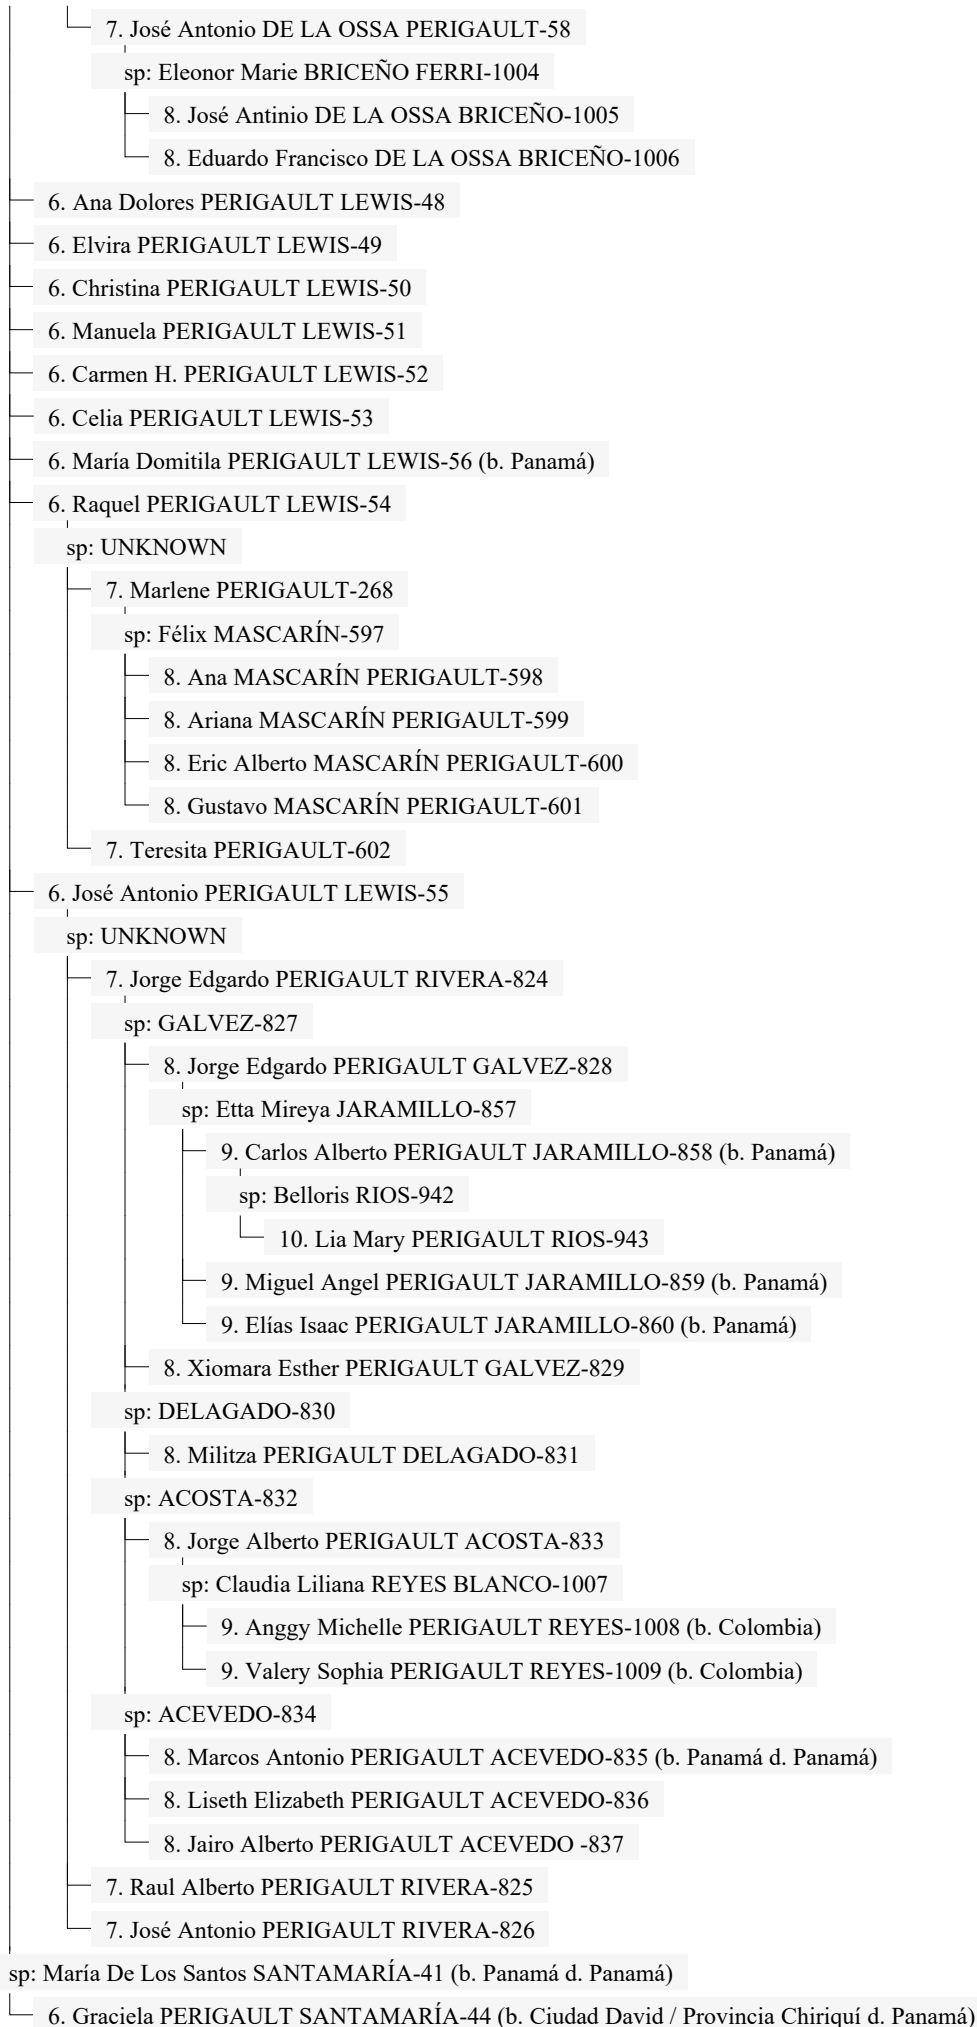 7. José Antonio DE LA OSSA PERIGAULT-58
sp: Eleonor Marie BRICEÑO FERRI-1004
8. José Antinio DE LA OSSA BRICEÑO-1005
8. Eduardo Francisco DE LA OSSA BRICEÑO-1006
6. Ana Dolores PERIGAULT LEWIS-48
6. Elvira PERIGAULT LEWIS-49
6. Christina PERIGAULT LEWIS-50
6. Manuela PERIGAULT LEWIS-51
6. Carmen H. PERIGAULT LEWIS-52
6. Celia PERIGAULT LEWIS-53
6. María Domitila PERIGAULT LEWIS-56 (b. Panamá)
6. Raquel PERIGAULT LEWIS-54
sp: UNKNOWN
7. Marlene PERIGAULT-268
sp: Félix MASCARÍN-597
8. Ana MASCARÍN PERIGAULT-598
8. Ariana MASCARÍN PERIGAULT-599
8. Eric Alberto MASCARÍN PERIGAULT-600
8. Gustavo MASCARÍN PERIGAULT-601
7. Teresita PERIGAULT-602
6. José Antonio PERIGAULT LEWIS-55
sp: UNKNOWN
7. Jorge Edgardo PERIGAULT RIVERA-824
sp: GALVEZ-827
8. Jorge Edgardo PERIGAULT GALVEZ-828
sp: Etta Mireya JARAMILLO-857
9. Carlos Alberto PERIGAULT JARAMILLO-858 (b. Panamá)
sp: Belloris RIOS-942
10. Lia Mary PERIGAULT RIOS-943
9. Miguel Angel PERIGAULT JARAMILLO-859 (b. Panamá)
9. Elías Isaac PERIGAULT JARAMILLO-860 (b. Panamá)
8. Xiomara Esther PERIGAULT GALVEZ-829
sp: DELAGADO-830
8. Militza PERIGAULT DELAGADO-831
sp: ACOSTA-832
8. Jorge Alberto PERIGAULT ACOSTA-833
sp: Claudia Liliana REYES BLANCO-1007
9. Anggy Michelle PERIGAULT REYES-1008 (b. Colombia)
9. Valery Sophia PERIGAULT REYES-1009 (b. Colombia)
sp: ACEVEDO-834
8. Marcos Antonio PERIGAULT ACEVEDO-835 (b. Panamá d. Panamá)
8. Liseth Elizabeth PERIGAULT ACEVEDO-836
8. Jairo Alberto PERIGAULT ACEVEDO -837
7. Raul Alberto PERIGAULT RIVERA-825
7. José Antonio PERIGAULT RIVERA-826
sp: María De Los Santos SANTAMARÍA-41 (b. Panamá d. Panamá)
6. Graciela PERIGAULT SANTAMARÍA-44 (b. Ciudad David / Provincia Chiriquí d. Panamá)